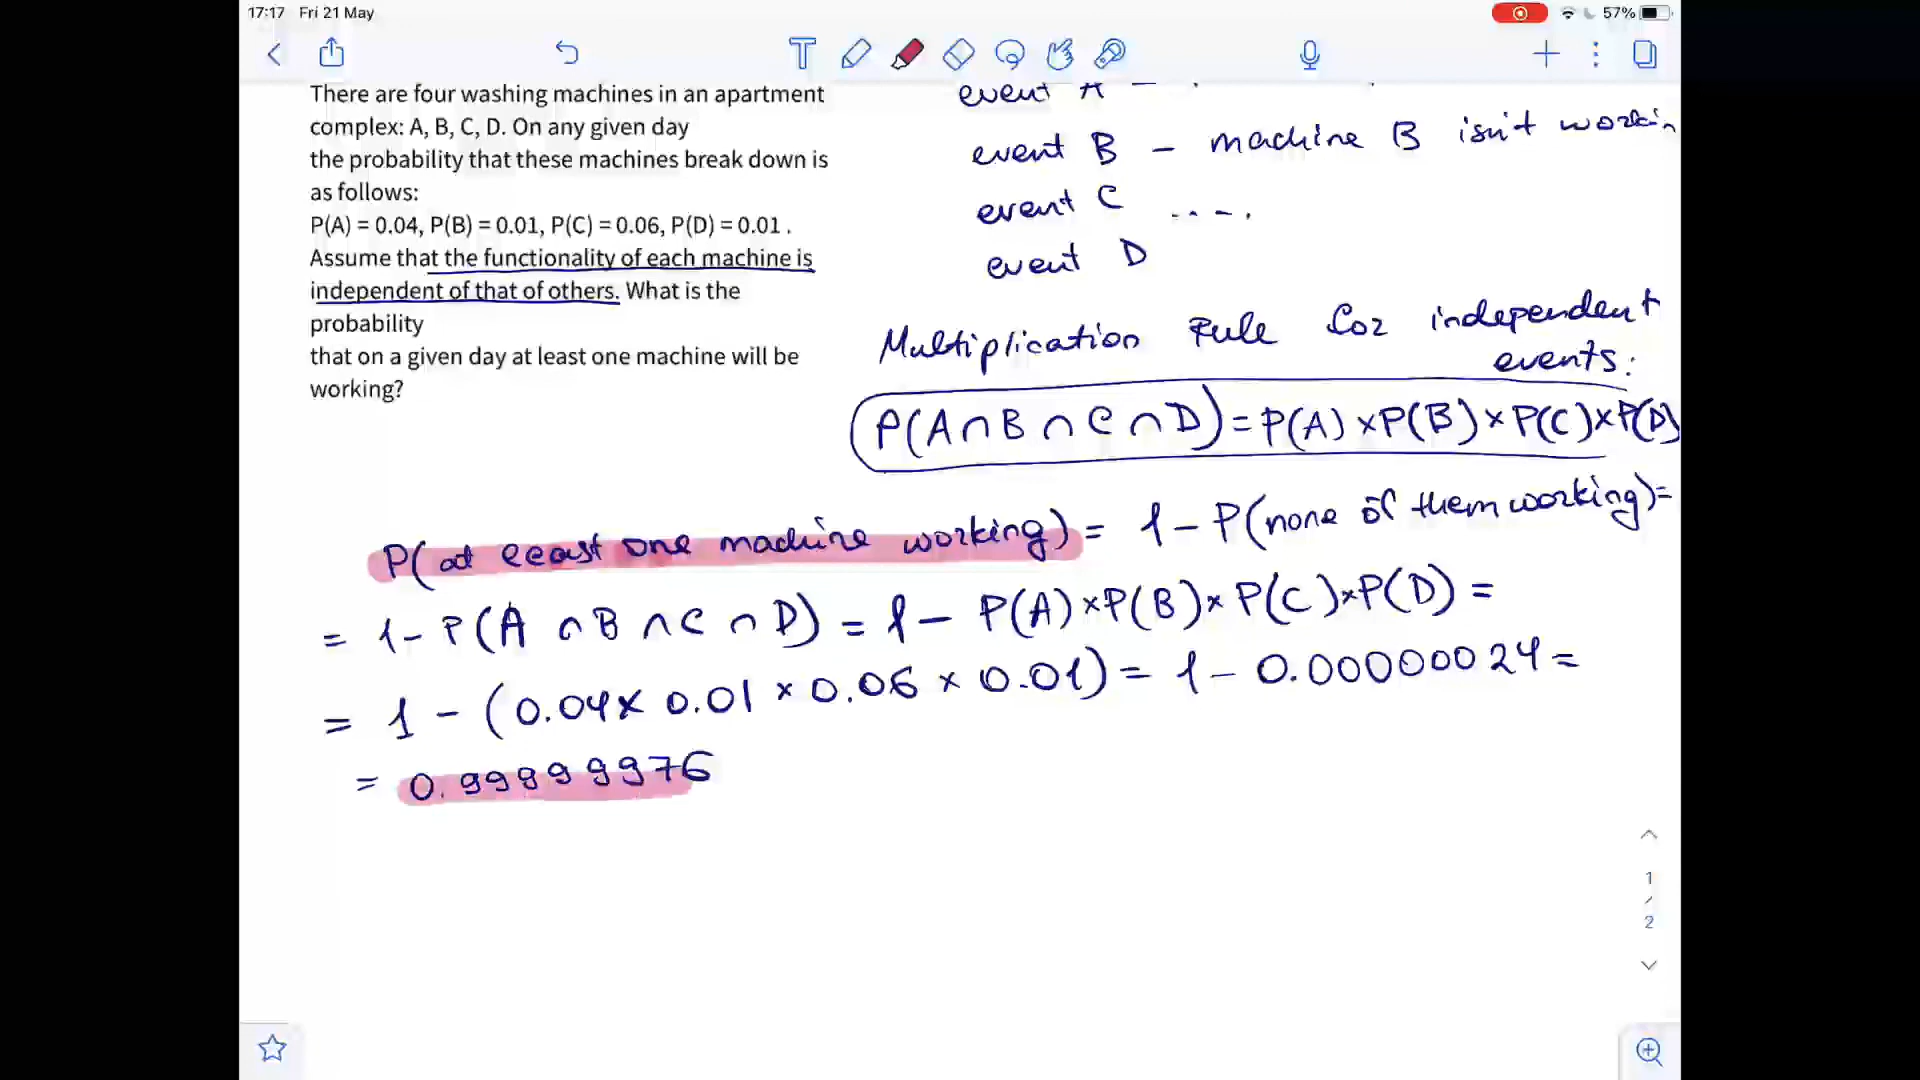 17:17 Fri 21 May
57%
There are four washing machines in an apartment
complex: A, B, C, D. On any given day
the probability that these machines break down is
as follows:
P(A) = 0.04, P(B) = 0.01, P(C) = 0.06, P(D) = 0.01 .
Assume that the functionality of each machine is
independent of that of others. What is the
probability
that on a given day at least one machine will be
working?
event A –
event B – machine B isn't workin
event C ....
event D
Multiplication Rule for independent
events:
P(A∩B∩C∩D)=P(A)×P(B)×P(C)×P(D)
P(at least one machine working) = 1 – P(none of them working)=
= 1 – P(A ∩ B ∩ C ∩ D) = 1 – P(A)×P(B)×P(C)×P(D) =
= 1 – (0.04 × 0.01 × 0.06 × 0.01) = 1 – 0.00000024 =
= 0.99999976
1
2